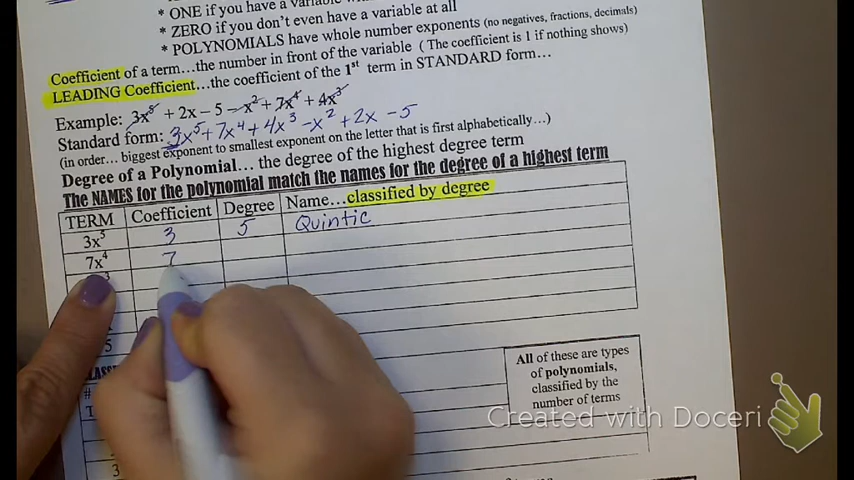 * ONE if you have a variable
* ZERO if you don't even have a variable at all
* POLYNOMIALS have whole number exponents (no negatives, fractions, decimals)
Coefficient of a term…the number in front of the variable ( The coefficient is 1 if nothing shows)
LEADING Coefficient…the coefficient of the 1st term in STANDARD form…
Example: 3x⁵ + 2x – 5 – x² + 7x⁴ + 4x³
Standard form: 3x⁵+7x⁴+4x³-x²+2x-5
(in order… biggest exponent to smallest exponent on the letter that is first alphabetically…)
Degree of a Polynomial… the degree of the highest degree term
The NAMES for the polynomial match the names for the degree of a highest term
TERM Coefficient Degree Name…classified by degree
3x⁵ 3 5 Quintic
7x⁴ 7
3
5
#
T
3
All of these are types
of polynomials,
classified by the
number of terms
Created with Doceri